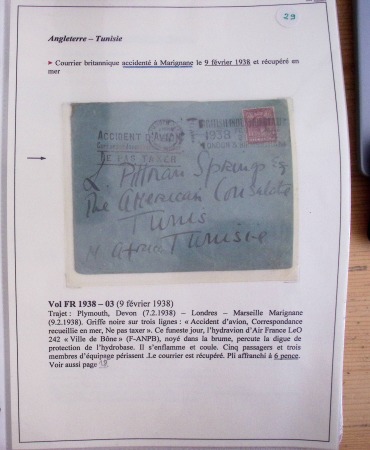 29
Angleterre – Tunisie
➤ Courrier britannique accidenté à Marignane le 9 février 1938 et récupéré en
mer
ACCIDENT D'AVION
1938
NE PAS TAXER
L. Pittman Springs Esq
The American Consulate
Tunis
N. Africa Tunisie
Vol FR 1938 – 03 (9 février 1938)
Trajet : Plymouth, Devon (7.2.1938) – Londres – Marseille Marignane
(9.2.1938). Griffe noire sur trois lignes : « Accident d'avion, Correspondance
recueillie en mer, Ne pas taxer ». Ce funeste jour, l'hydravion d'Air France LeO
242 « Ville de Bône » (F-ANPB), noyé dans la brume, percute la digue de
protection de l'hydrobase. Il s'enflamme et coule. Cinq passagers et trois
membres d'équipage périssent .Le courrier est récupéré. Pli affranchi à 6 pence.
Voir aussi page